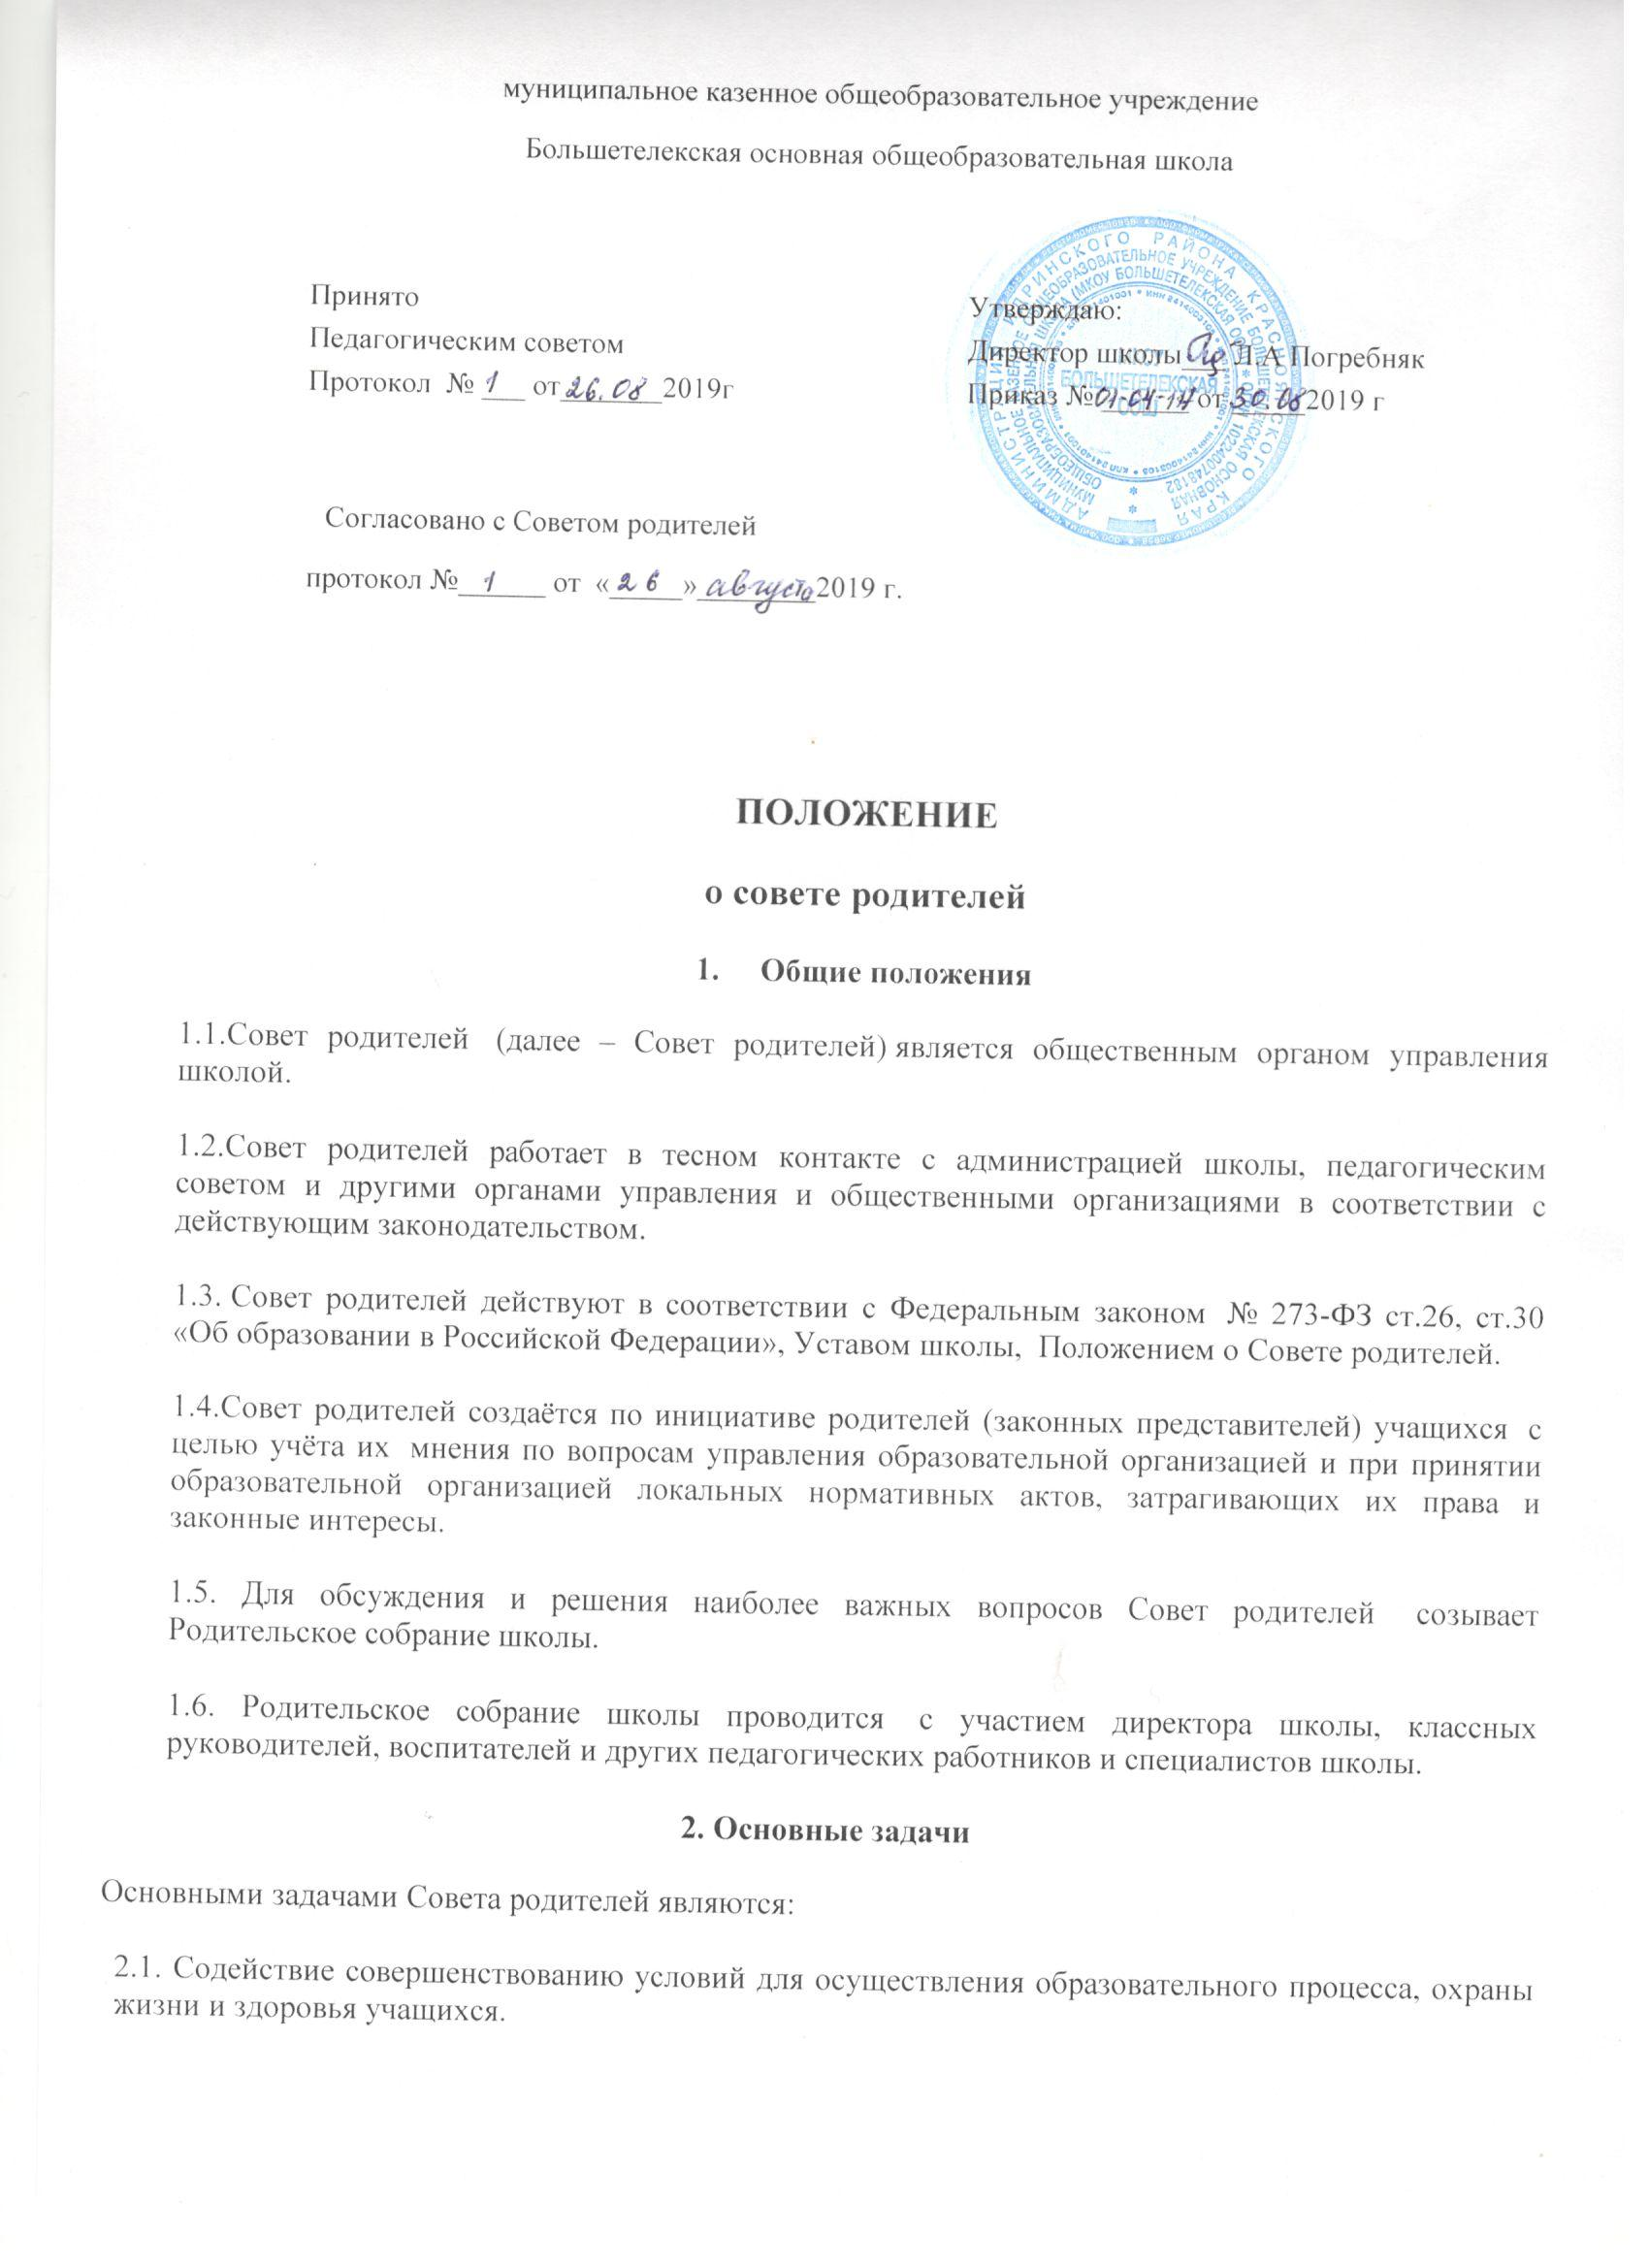 муниципальное казенное общеобразовательное учреждение
Большетелекская основная общеобразовательная школа
Принято
Педагогическим советом
Протокол № 1 от 26.08 2019г
Утверждаю:
Директор школы Л.А Погребняк
Приказ № 01-04-114 от 30.08 2019 г
БОЛЬШЕТЕЛЕКСКАЯ
ООШ
Согласовано с Советом родителей
протокол № 1 от «26» августа 2019 г.
ПОЛОЖЕНИЕ
о совете родителей
1. Общие положения
1.1.Совет родителей (далее – Совет родителей) является общественным органом управления
школой.
1.2.Совет родителей работает в тесном контакте с администрацией школы, педагогическим
советом и другими органами управления и общественными организациями в соответствии с
действующим законодательством.
1.3. Совет родителей действуют в соответствии с Федеральным законом № 273-ФЗ ст.26, ст.30
«Об образовании в Российской Федерации», Уставом школы, Положением о Совете родителей.
1.4.Совет родителей создаётся по инициативе родителей (законных представителей) учащихся с
целью учёта их мнения по вопросам управления образовательной организацией и при принятии
образовательной организацией локальных нормативных актов, затрагивающих их права и
законные интересы.
1.5. Для обсуждения и решения наиболее важных вопросов Совет родителей созывает
Родительское собрание школы.
1.6. Родительское собрание школы проводится с участием директора школы, классных
руководителей, воспитателей и других педагогических работников и специалистов школы.
2. Основные задачи
Основными задачами Совета родителей являются:
2.1. Содействие совершенствованию условий для осуществления образовательного процесса, охраны
жизни и здоровья учащихся.